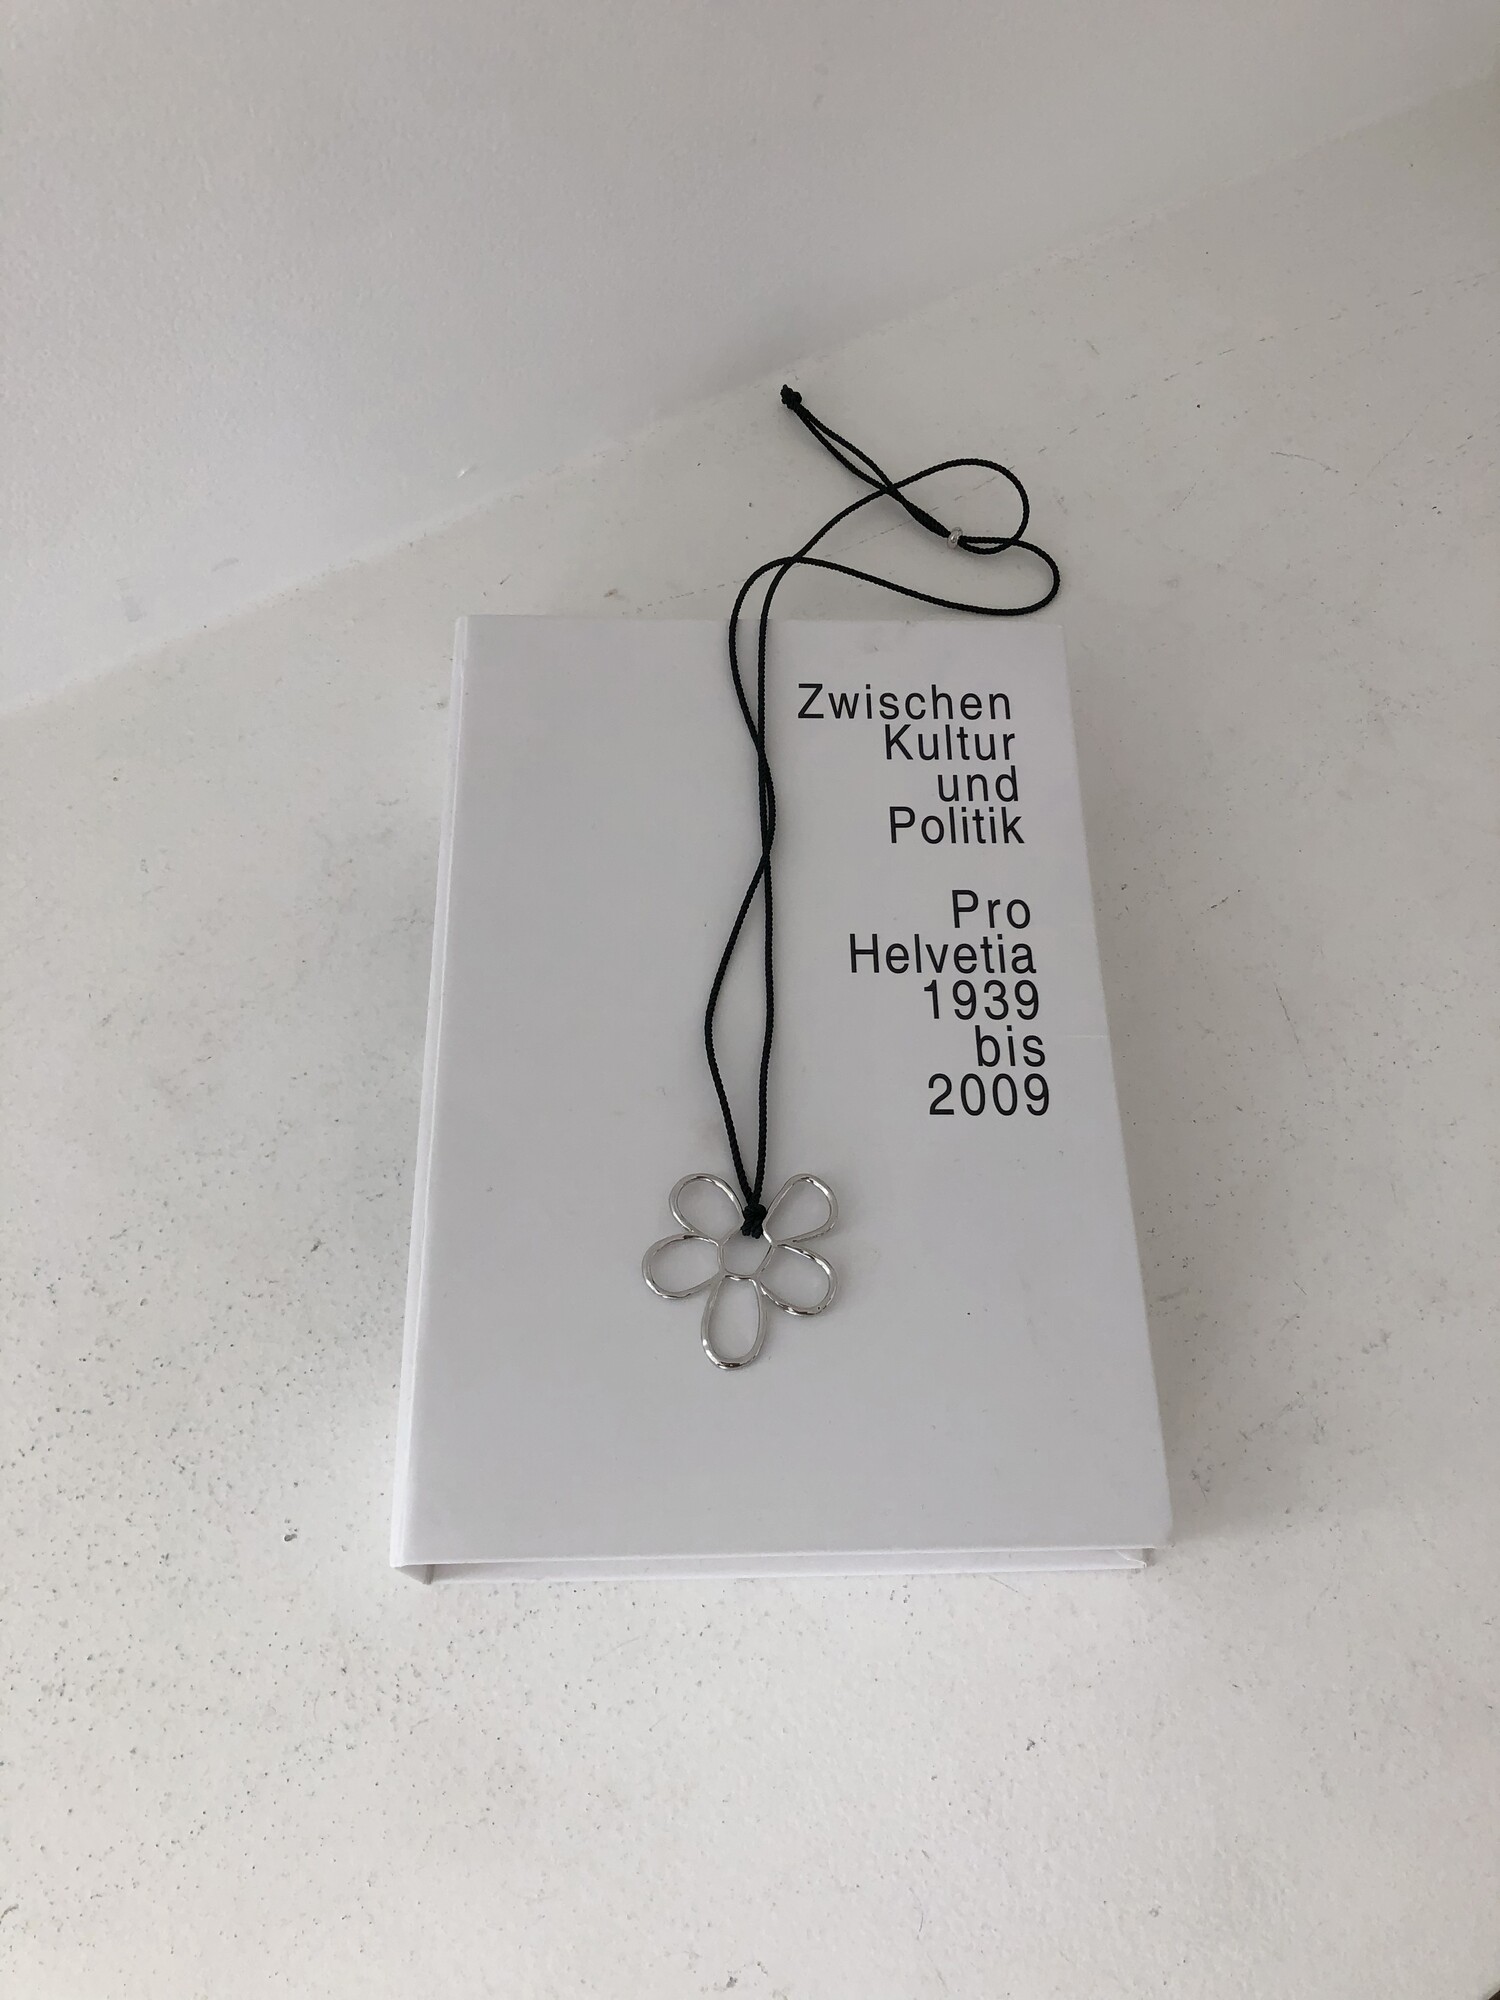 Zwischen
Kultur
und
Politik
Pro
Helvetia
1939
bis
2009